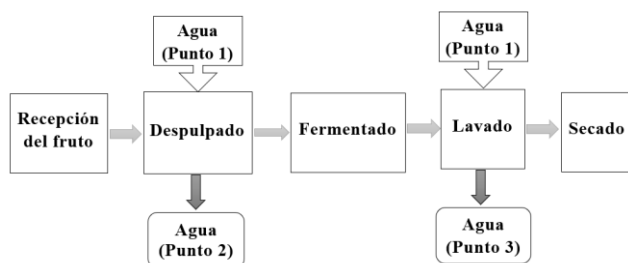 Agua
(Punto 1)
Agua
(Punto 1)
Recepción
del fruto
Despulpado
Fermentado
Lavado
Secado
Agua
(Punto 2)
Agua
(Punto 3)